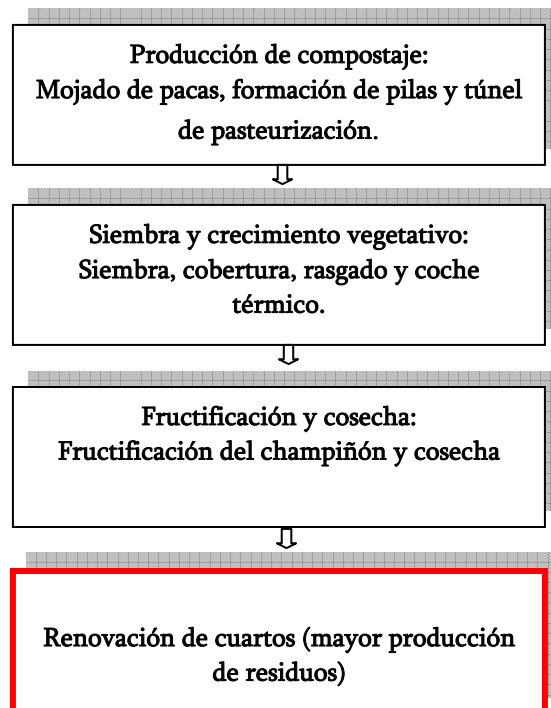 Producción de compostaje:
Mojado de pacas, formación de pilas y túnel
de pasteurización.
Siembra y crecimiento vegetativo:
Siembra, cobertura, rasgado y coche
térmico.
Fructificación y cosecha:
Fructificación del champiñón y cosecha
Renovación de cuartos (mayor producción
de residuos)